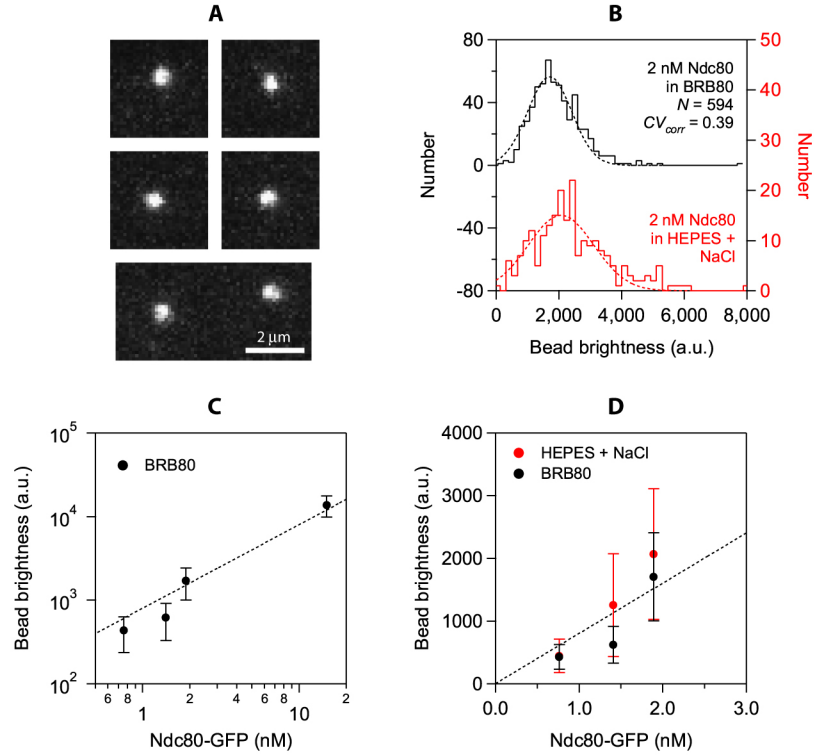 A
2 μm
B
80
40
0
-40
-80
Number
50
40
30
20
10
0
Number
2 nM Ndc80
in BRB80
N = 594
CVcorr = 0.39
2 nM Ndc80
in HEPES +
NaCl
0
2,000
4,000
6,000
8,000
Bead brightness (a.u.)
C
10^5
10^4
10^3
10^2
Bead brightness (a.u.)
BRB80
6 8 1 2 4 6 8 10 2
Ndc80-GFP (nM)
D
4000
3000
2000
1000
0
Bead brightness (a.u.)
HEPES + NaCl
BRB80
0.0 1.0 2.0 3.0
Ndc80-GFP (nM)